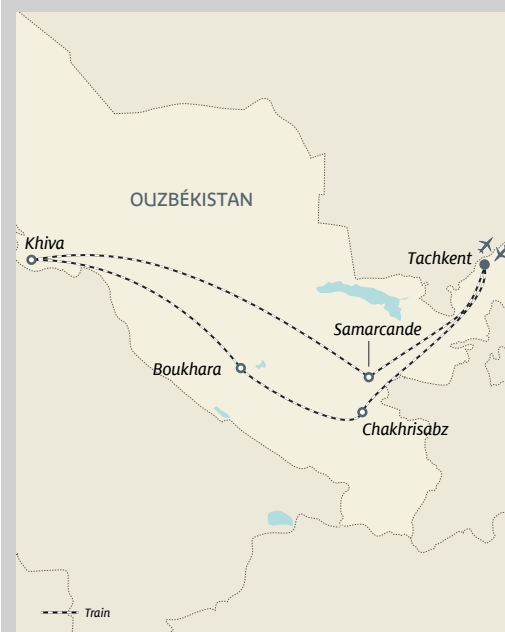 OUZBÉKISTAN
Khiva
Tachkent
Samarcande
Boukhara
Chakhrisabz
Train